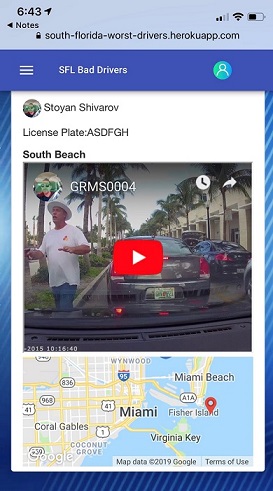 6:43
Notes
south-florida-worst-drivers.herokuapp.com
SFL Bad Drivers
Stoyan Shivarov
License Plate:ASDFGH
South Beach
GRMS0004
-2015 10:16:40
WYNWOOD
95
836
A1A
Miami Beach
968
Miami
Fisher Island
Coral Gables
COCONUT
GROVE
Virginia Key
959
Google
Map data ©2019 Google
Terms of Use